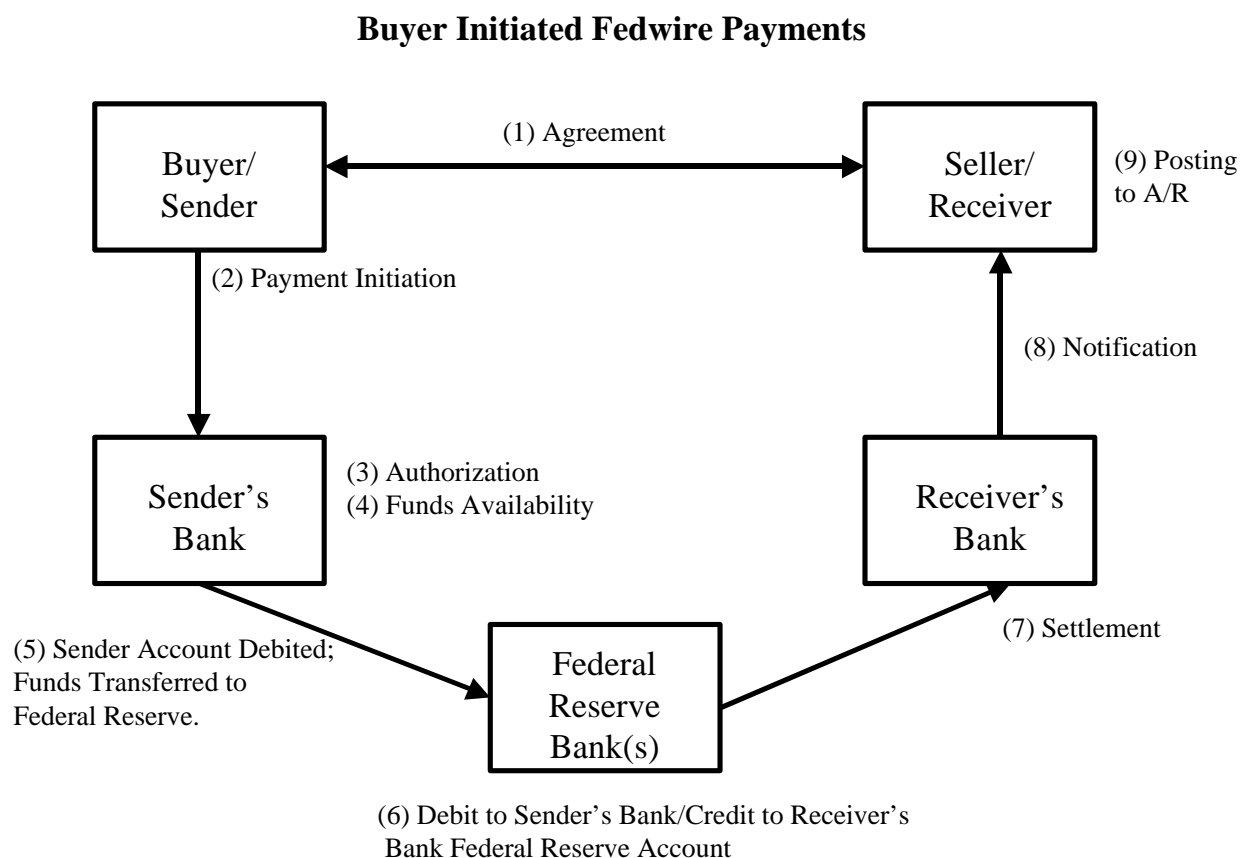 Buyer Initiated Fedwire Payments
(1) Agreement
Buyer/
Sender
Seller/
Receiver
(9) Posting
to A/R
(2) Payment Initiation
(8) Notification
Sender’s
Bank
(3) Authorization
(4) Funds Availability
Receiver’s
Bank
(5) Sender Account Debited;
Funds Transferred to
Federal Reserve.
Federal
Reserve
Bank(s)
(7) Settlement
(6) Debit to Sender’s Bank/Credit to Receiver’s
Bank Federal Reserve Account